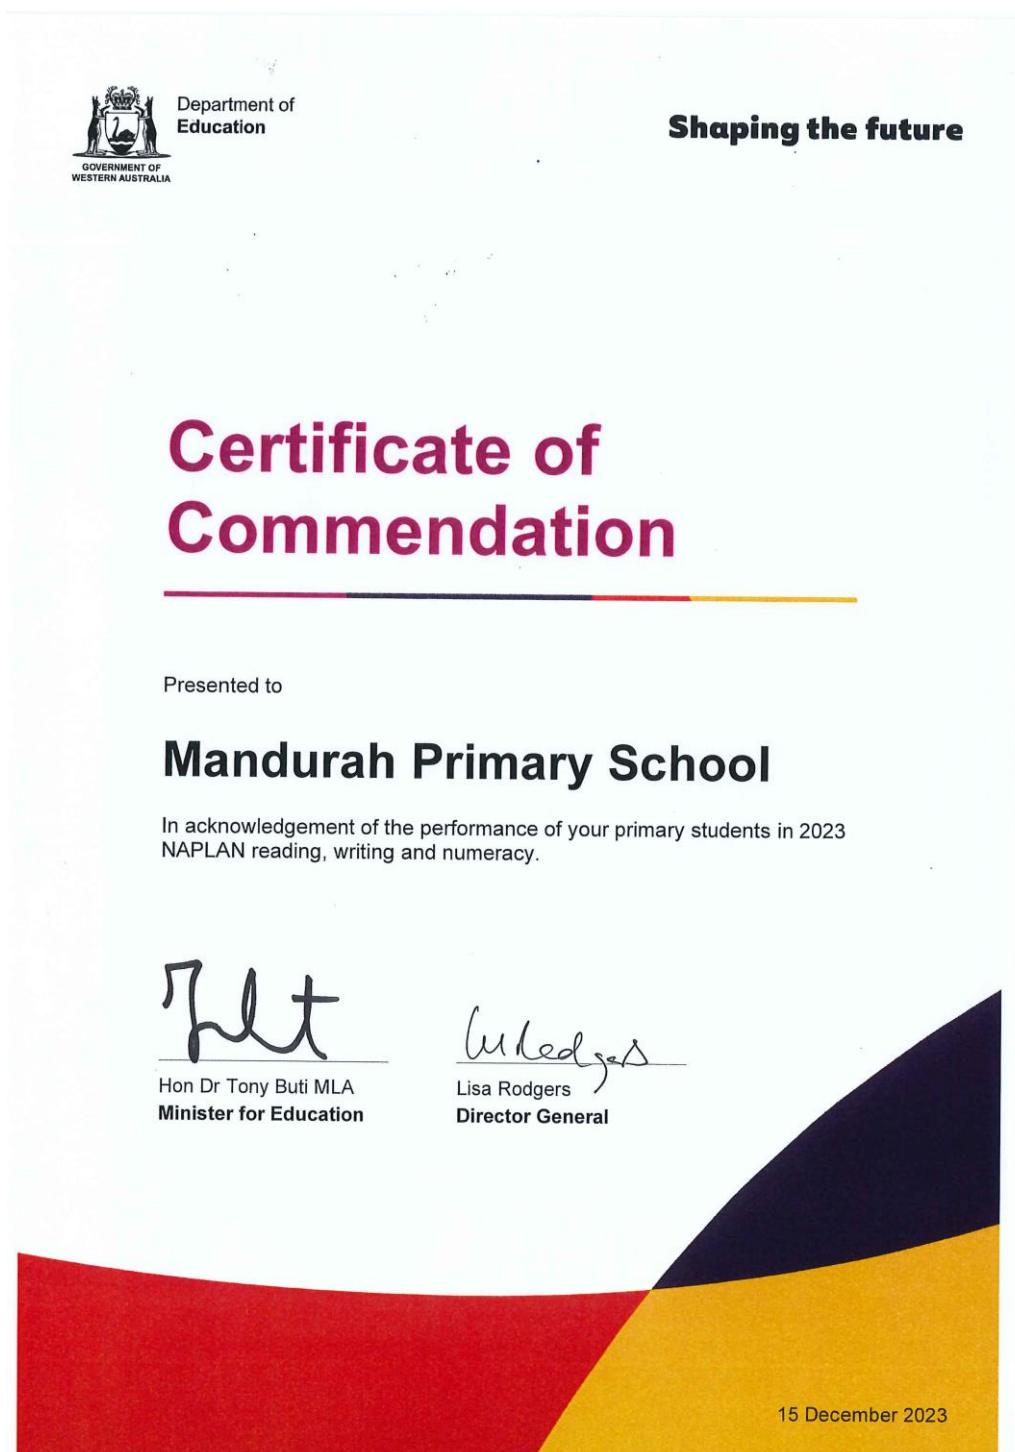 Department of
Education
GOVERNMENT OF
WESTERN AUSTRALIA
Shaping the future
Certificate of
Commendation
Presented to
Mandurah Primary School
In acknowledgement of the performance of your primary students in 2023
NAPLAN reading, writing and numeracy.
Hon Dr Tony Buti MLA
Minister for Education
Lisa Rodgers
Director General
15 December 2023